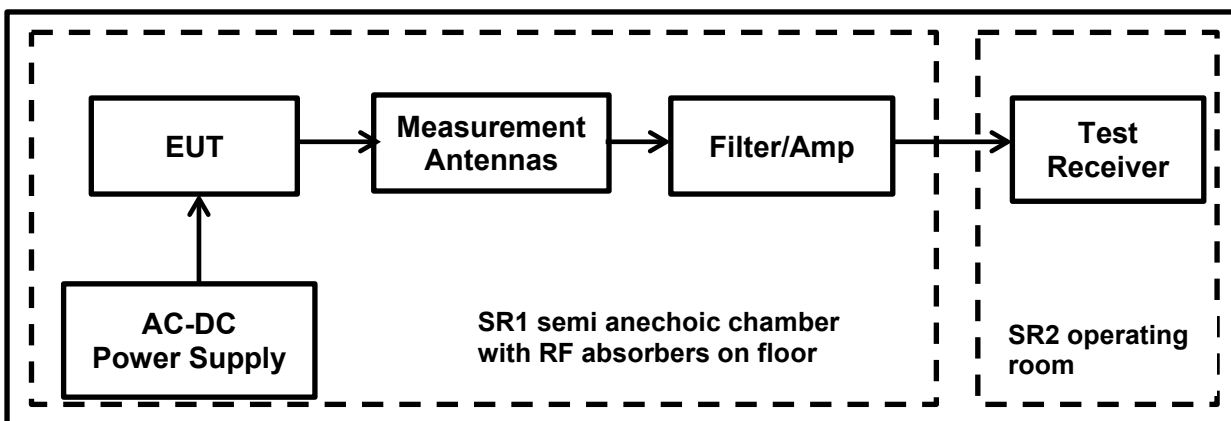 EUT
Measurement
Antennas
Filter/Amp
Test
Receiver
AC-DC
Power Supply
SR1 semi anechoic chamber
with RF absorbers on floor
SR2 operating
room